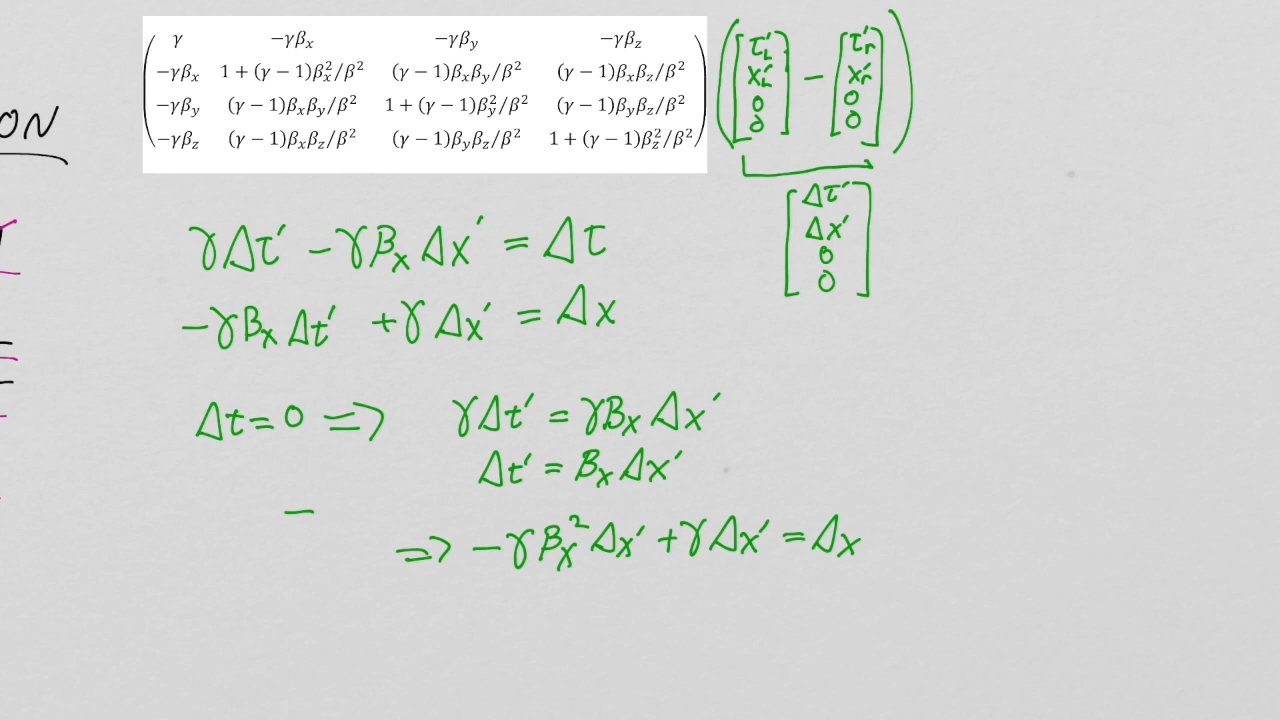 γ −γβx −γβy −γβz
−γβx 1 + (γ − 1)βx²/β² (γ − 1)βxβy/β² (γ − 1)βxβz/β²
−γβy (γ − 1)βxβy/β² 1 + (γ − 1)βy²/β² (γ − 1)βyβz/β²
−γβz (γ − 1)βxβz/β² (γ − 1)βyβz/β² 1 + (γ − 1)βz²/β²
( [ τ'L x'L 0 0 ] − [ τ'r x'r 0 0 ] )
ON
[ Δτ' Δx' 0 0 ]
γΔτ' − γβx Δx' = Δτ
−γβx Δt' + γ Δx' = Δx
Δt = 0 => γΔt' = γβx Δx'
Δt' = βx Δx'
−
=> −γβx² Δx' + γΔx' = Δx